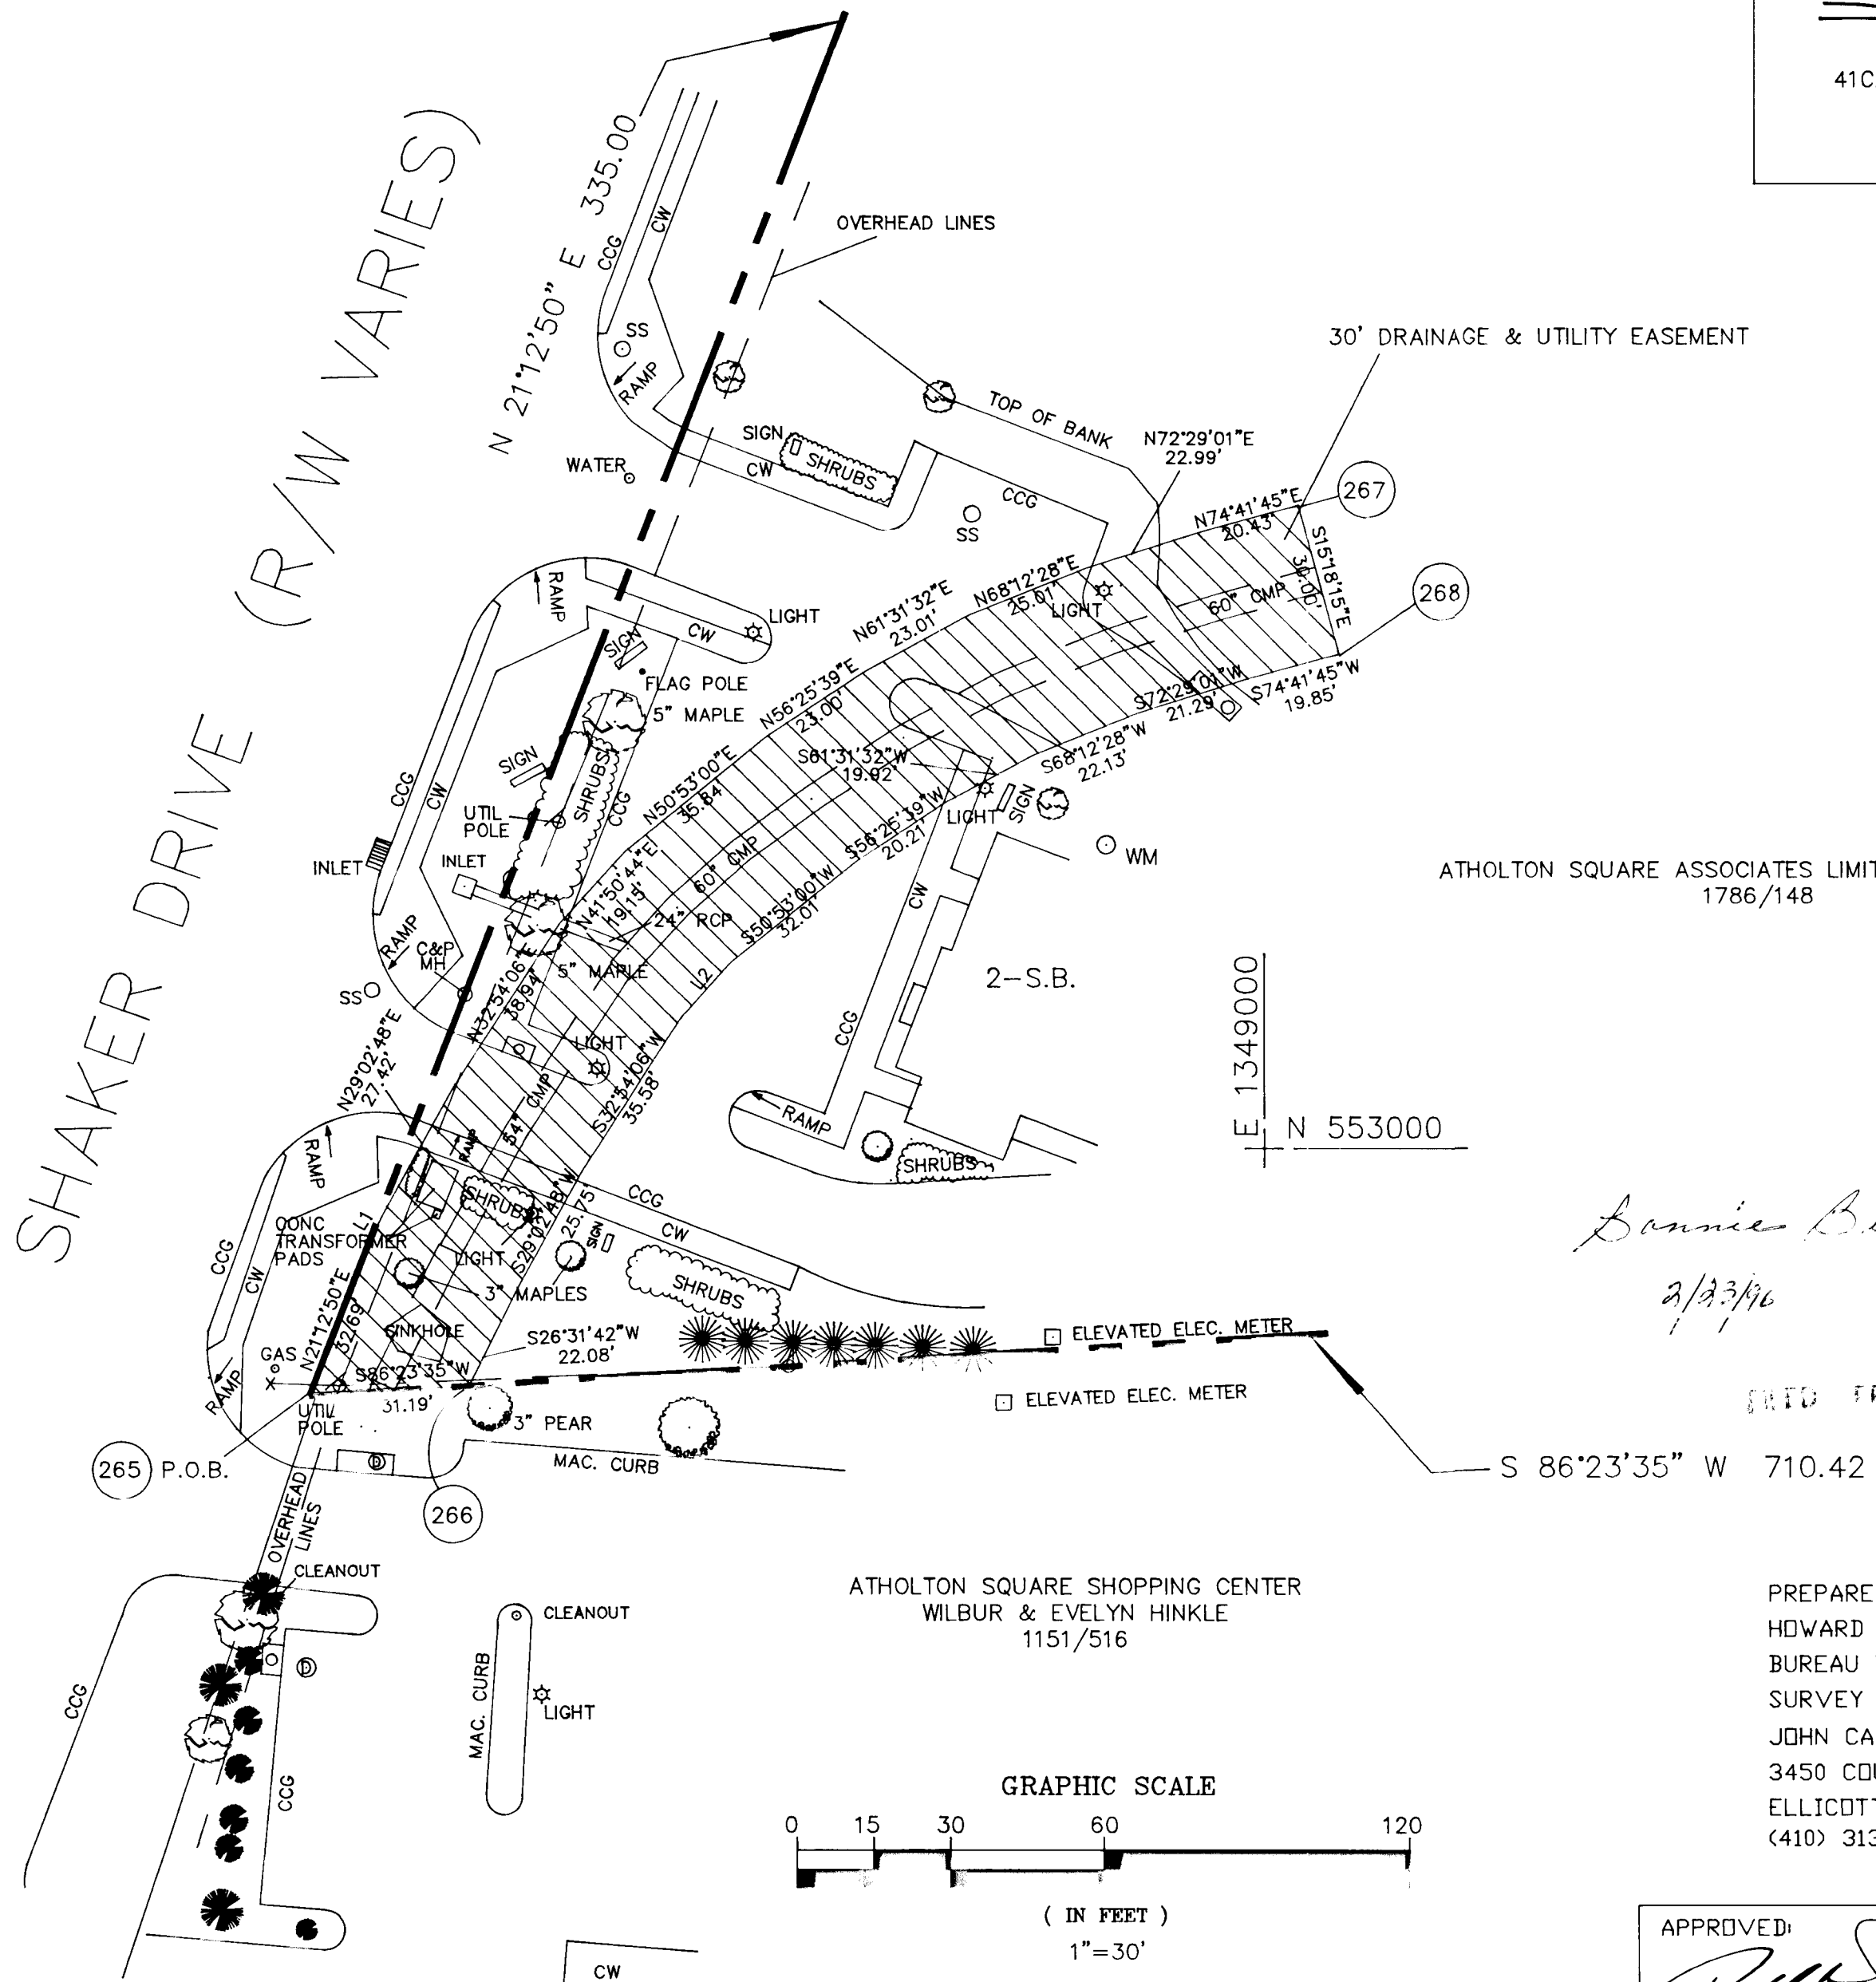 41C
SHAKER DRIVE (R/W VARIES)
N 21°12'50" E 335.00
CCG
CW
OVERHEAD LINES
SS
RAMP
30' DRAINAGE & UTILITY EASEMENT
TOP OF BANK
SIGN
SHRUBS
CW
WATER
CCG
SS
N72°29'01"E
22.99'
N74°41'45"E
20.43'
267
S15°18'15"E
30.00'
268
N68°12'28"E
25.01'
LIGHT
60" CMP
N61°31'32"E
23.01'
RAMP
LIGHT
CW
SIGN
FLAG POLE
5" MAPLE
N56°25'39"E
23.00'
S72°29'01"W
21.29'
S74°41'45"W
19.85'
S68°12'28"W
22.13'
S61°31'32"W
19.92'
SIGN
SHRUBS
CCG
CCG
CW
UTIL
POLE
N50°53'00"E
35.84'
S56°25'39"W
20.21'
LIGHT
SIGN
WM
INLET
INLET
N41°50'44"E
19.15'
60" CMP
S50°53'00"W
32.01'
CW
ATHOLTON SQUARE ASSOCIATES LIMIT
1786/148
24" RCP
RAMP
C&P
MH
5" MAPLE
L2
SS
N32°54'06"E
38.94'
2-S.B.
CCG
E 1349000
N 553000
LIGHT
N29°02'48"E
27.42'
54" CMP
S32°54'06"W
35.58'
RAMP
SHRUBS
RAMP
RAMP
SHRUBS
CCG
CW
S29°02'48"W
25.75'
SIGN
CONC
TRANSFORMER
PADS
L1
LIGHT
CCG
CW
3" MAPLES
SHRUBS
N21°12'50"E
32.69'
SINKHOLE
S26°31'42"W
22.08'
ELEVATED ELEC. METER
2/23/96
GAS
S86°23'35"W
31.19'
RAMP
UTIL
POLE
3" PEAR
ELEVATED ELEC. METER
MAC. CURB
265 P.O.B.
266
S 86°23'35" W 710.42
OVERHEAD
LINES
CLEANOUT
CLEANOUT
ATHOLTON SQUARE SHOPPING CENTER
WILBUR & EVELYN HINKLE
1151/516
PREPARE
HOWARD
BUREAU
SURVEY
JOHN CA
3450 COU
ELLICOTT
(410) 313
CCG
CCG
MAC. CURB
LIGHT
GRAPHIC SCALE
0 15 30 60 120
( IN FEET )
1"=30'
CW
APPROVED: